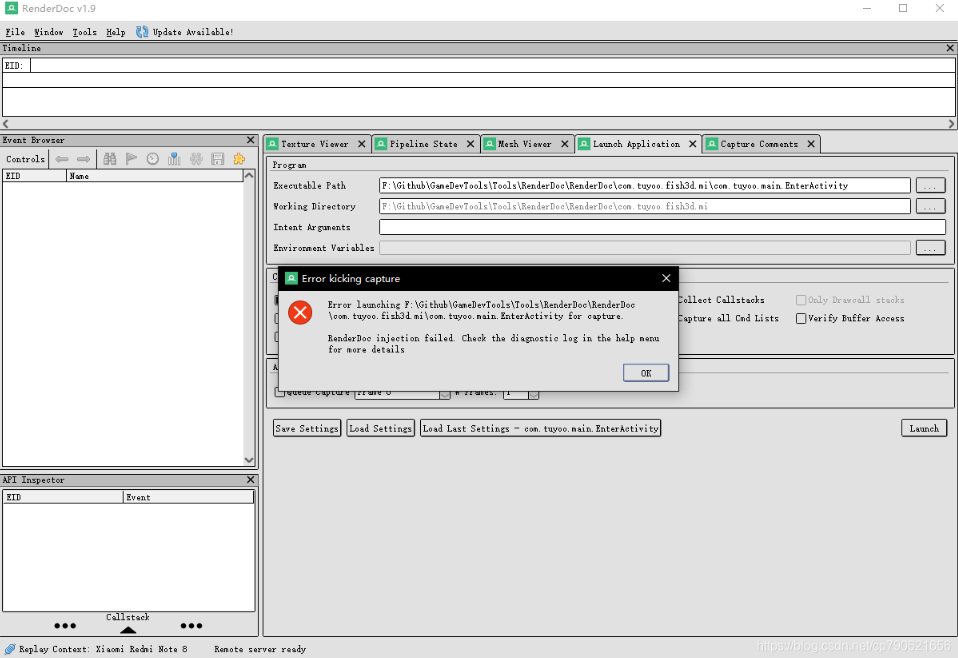 RenderDoc v1.9
File Window Tools Help Update Available!
Timeline
EID:
Event Browser
Controls
EID Name
Texture Viewer Pipeline State Mesh Viewer Launch Application Capture Comments
Program
Executable Path F:\Github\GameDevTools\Tools\RenderDoc\RenderDoc\com.tuyoo.fish3d.mi\com.tuyoo.main.EnterActivity ...
Working Directory F:\Github\GameDevTools\Tools\RenderDoc\RenderDoc\com.tuyoo.fish3d.mi ...
Intent Arguments
Environment Variables ...
Error kicking capture
Error launching F:\Github\GameDevTools\Tools\RenderDoc\RenderDoc
\com.tuyoo.fish3d.mi\com.tuyoo.main.EnterActivity for capture.
RenderDoc injection failed. Check the diagnostic log in the help menu
for more details
OK
Collect Callstacks Only Drawcall stacks
Capture all Cmd Lists Verify Buffer Access
Queue Capture Frame 0 # Frames: 1
Save Settings Load Settings Load Last Settings - com.tuyoo.main.EnterActivity Launch
API Inspector
EID Event
Callstack
Replay Context: Xiaomi Redmi Note 8 Remote server ready
https://blog.csdn.net/cp790621656